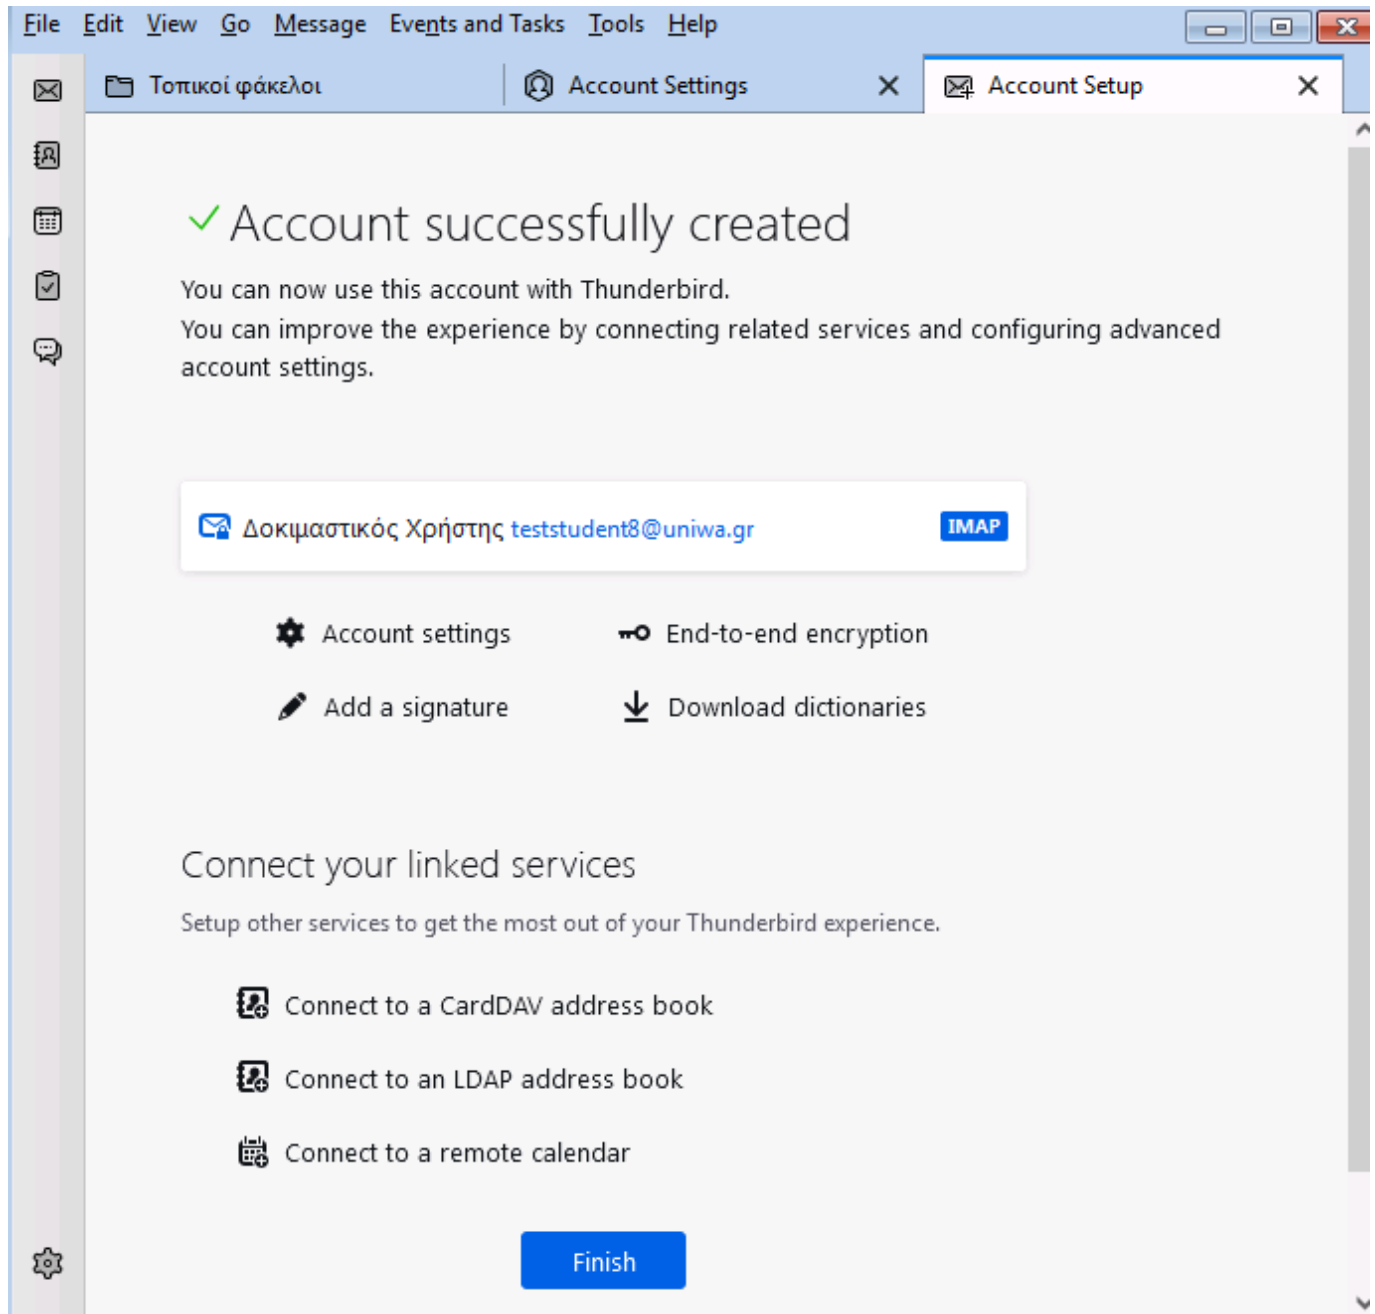 File Edit View Go Message Events and Tasks Tools Help
Τοπικοί φάκελοι Account Settings Account Setup
Account successfully created
You can now use this account with Thunderbird.
You can improve the experience by connecting related services and configuring advanced
account settings.
Δοκιμαστικός Χρήστης teststudent8@uniwa.gr IMAP
Account settings End-to-end encryption
Add a signature Download dictionaries
Connect your linked services
Setup other services to get the most out of your Thunderbird experience.
Connect to a CardDAV address book
Connect to an LDAP address book
Connect to a remote calendar
Finish